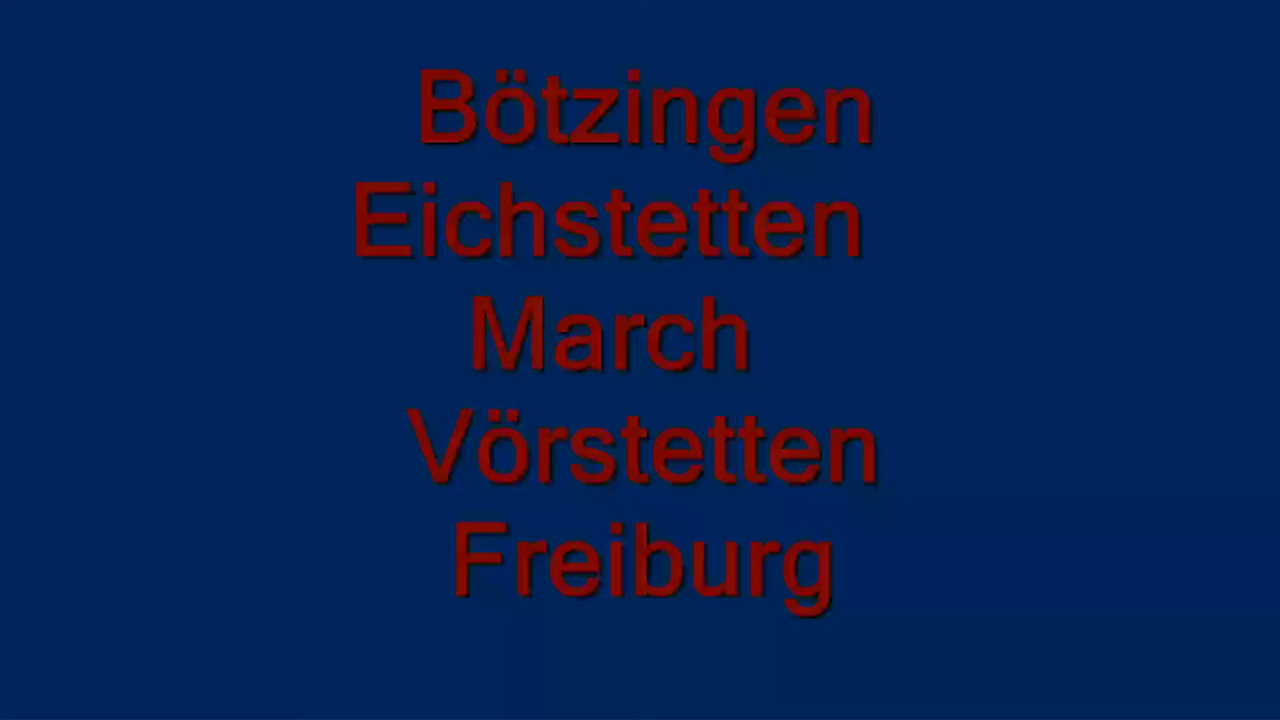 Bötzingen
Eichstetten
March
Vörstetten
Freiburg